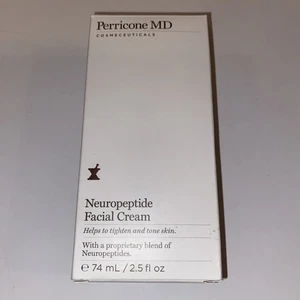 Perricone MD
COSMECEUTICALS
Neuropeptide
Facial Cream
Helps to tighten and tone skin.
With a proprietary blend of
Neuropeptides.
℮ 74 mL / 2.5 fl oz